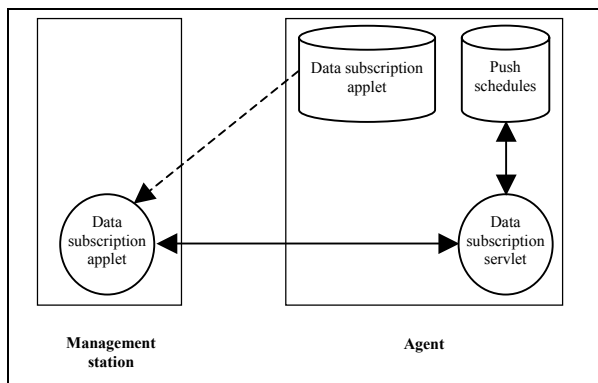 Data subscription
applet
Push
schedules
Data
subscription
applet
Data
subscription
servlet
Management
station
Agent